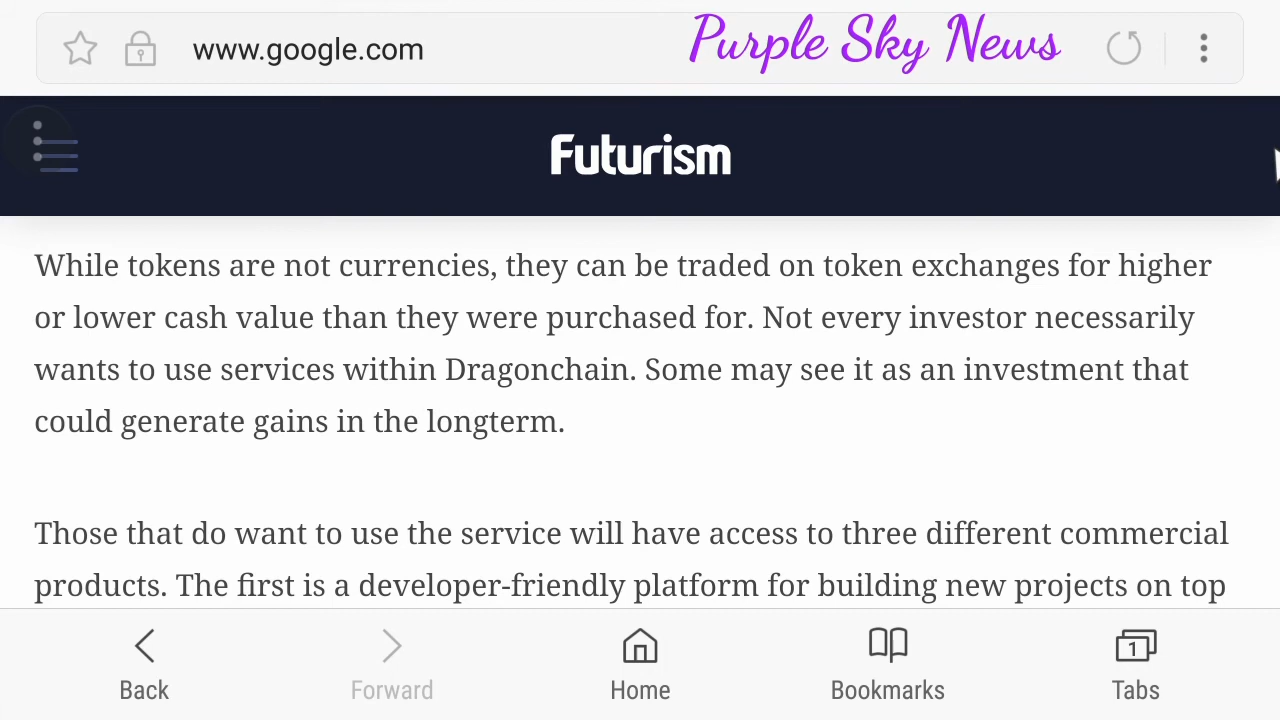 www.google.com
Purple Sky News
Futurism
While tokens are not currencies, they can be traded on token exchanges for higher
or lower cash value than they were purchased for. Not every investor necessarily
wants to use services within Dragonchain. Some may see it as an investment that
could generate gains in the longterm.
Those that do want to use the service will have access to three different commercial
products. The first is a developer-friendly platform for building new projects on top
1
Back
Forward
Home
Bookmarks
Tabs